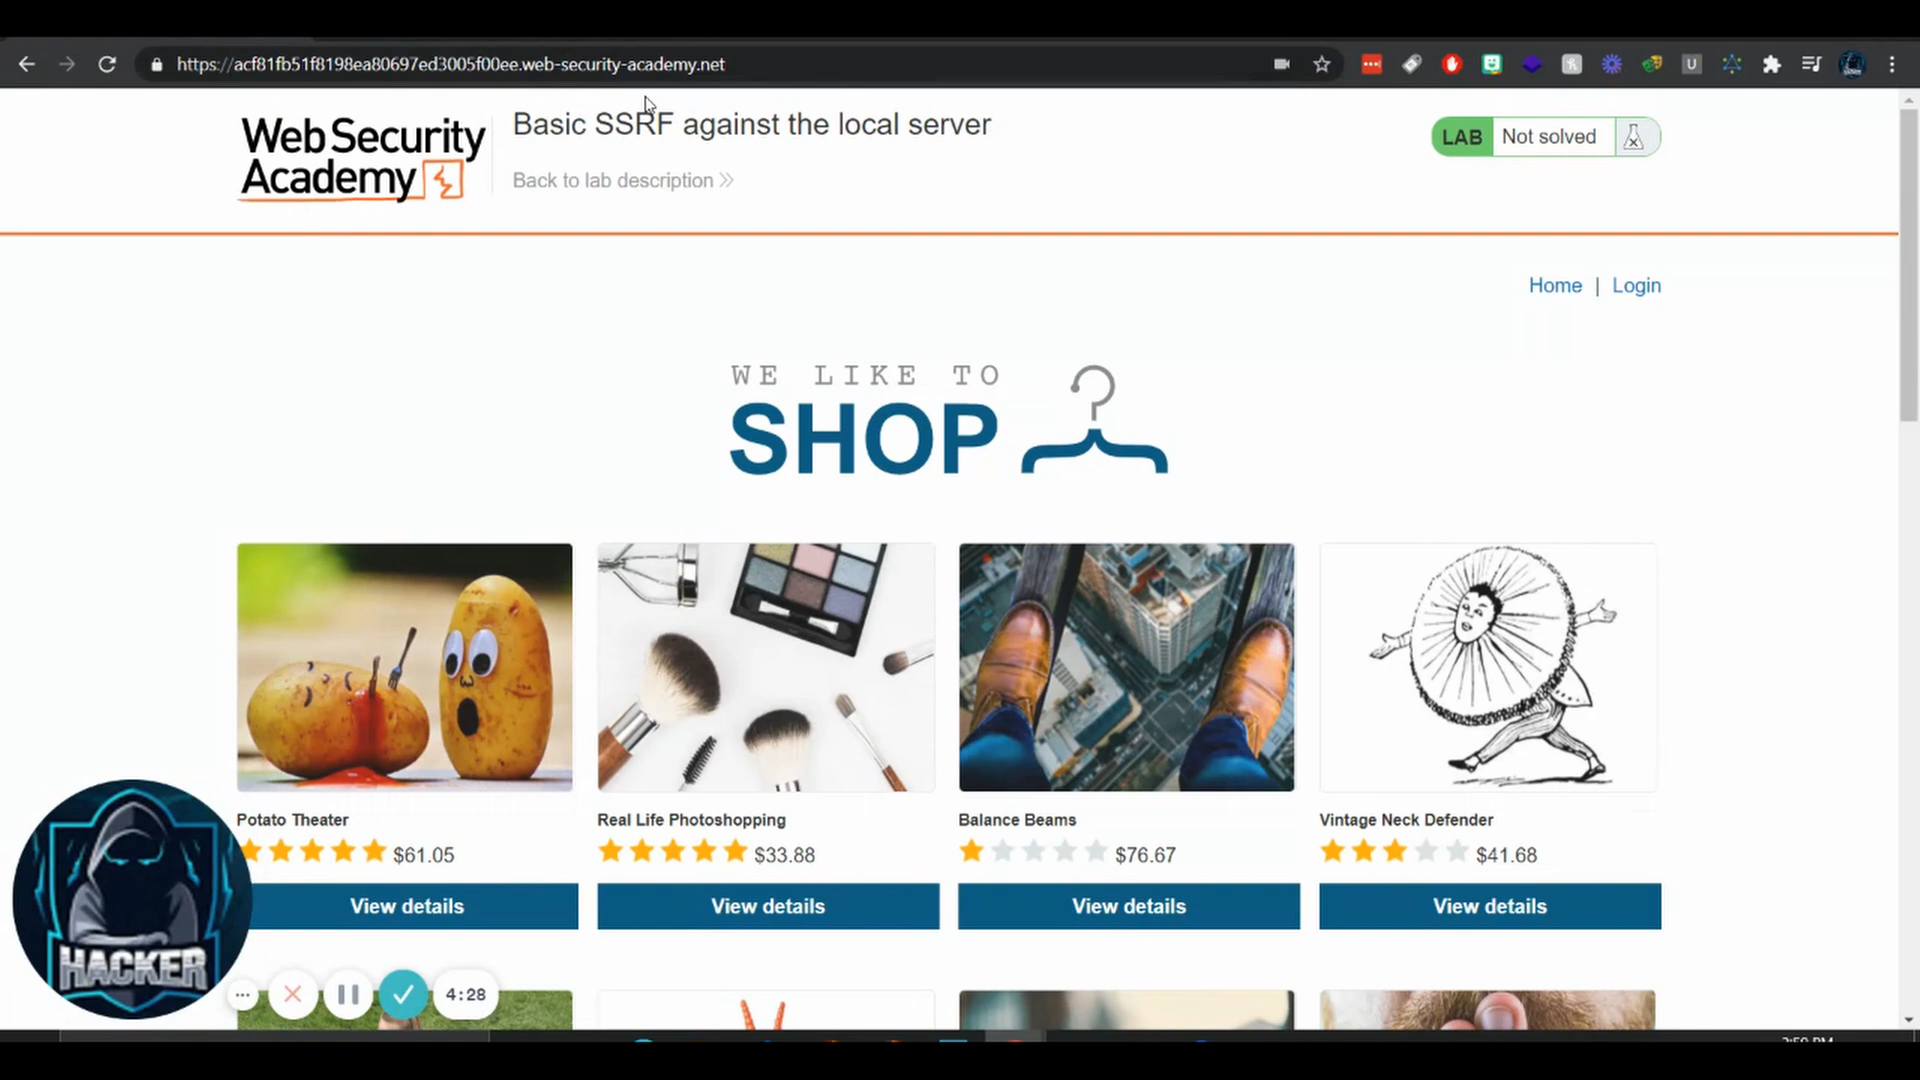 https://acf81fb51f8198ea80697ed3005f00ee.web-security-academy.net
U
Web Security
Academy
Basic SSRF against the local server
Back to lab description
LAB
Not solved
Home | Login
WE LIKE TO
SHOP
Potato Theater
$61.05
View details
Real Life Photoshopping
$33.88
View details
Balance Beams
$76.67
View details
Vintage Neck Defender
$41.68
View details
HACKER
4:28